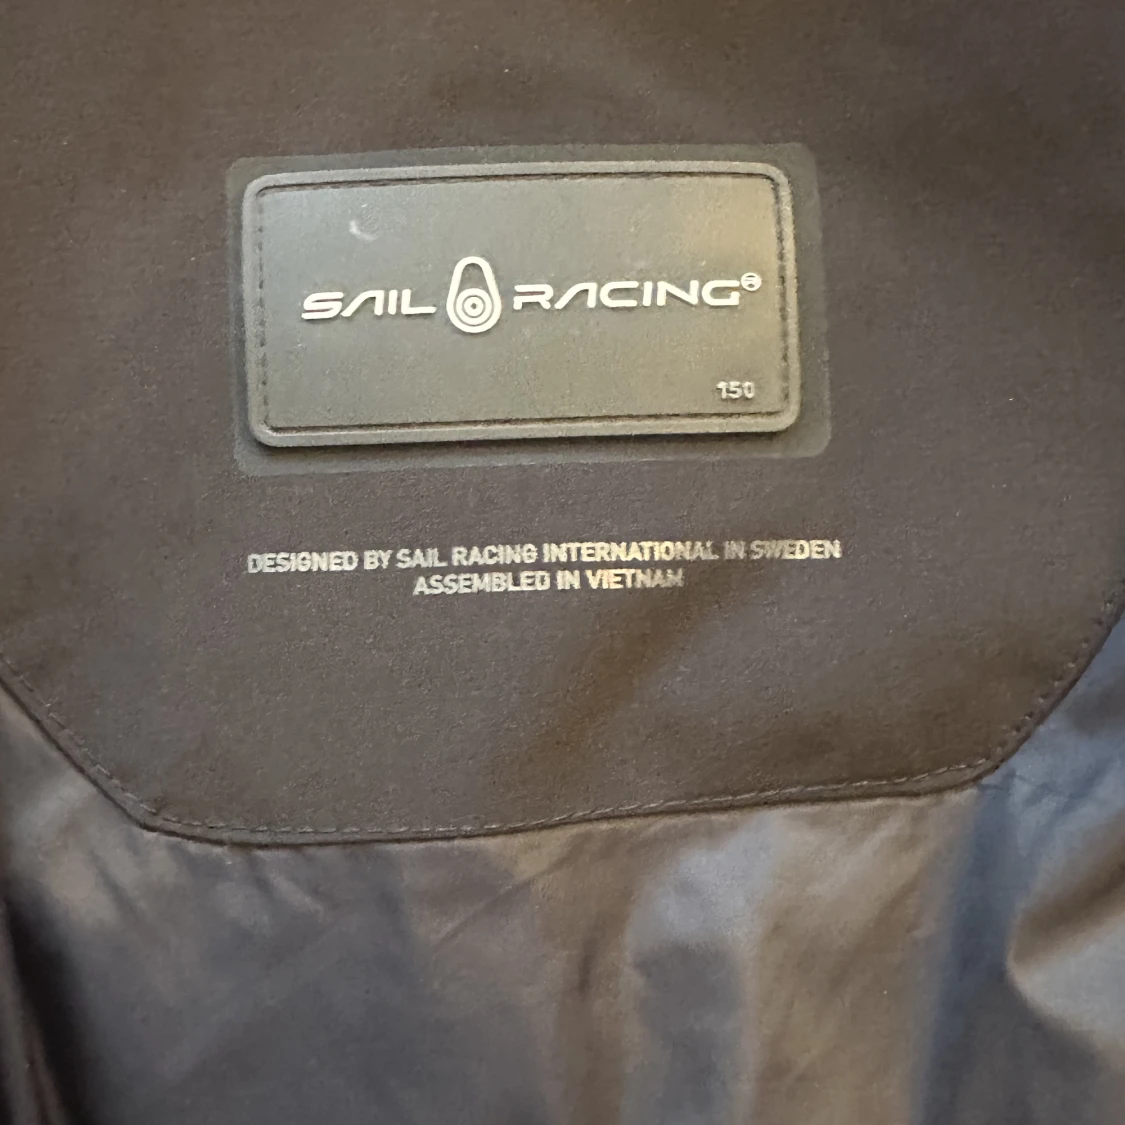 SAIL RACING®
150
DESIGNED BY SAIL RACING INTERNATIONAL IN SWEDEN
ASSEMBLED IN VIETNAM